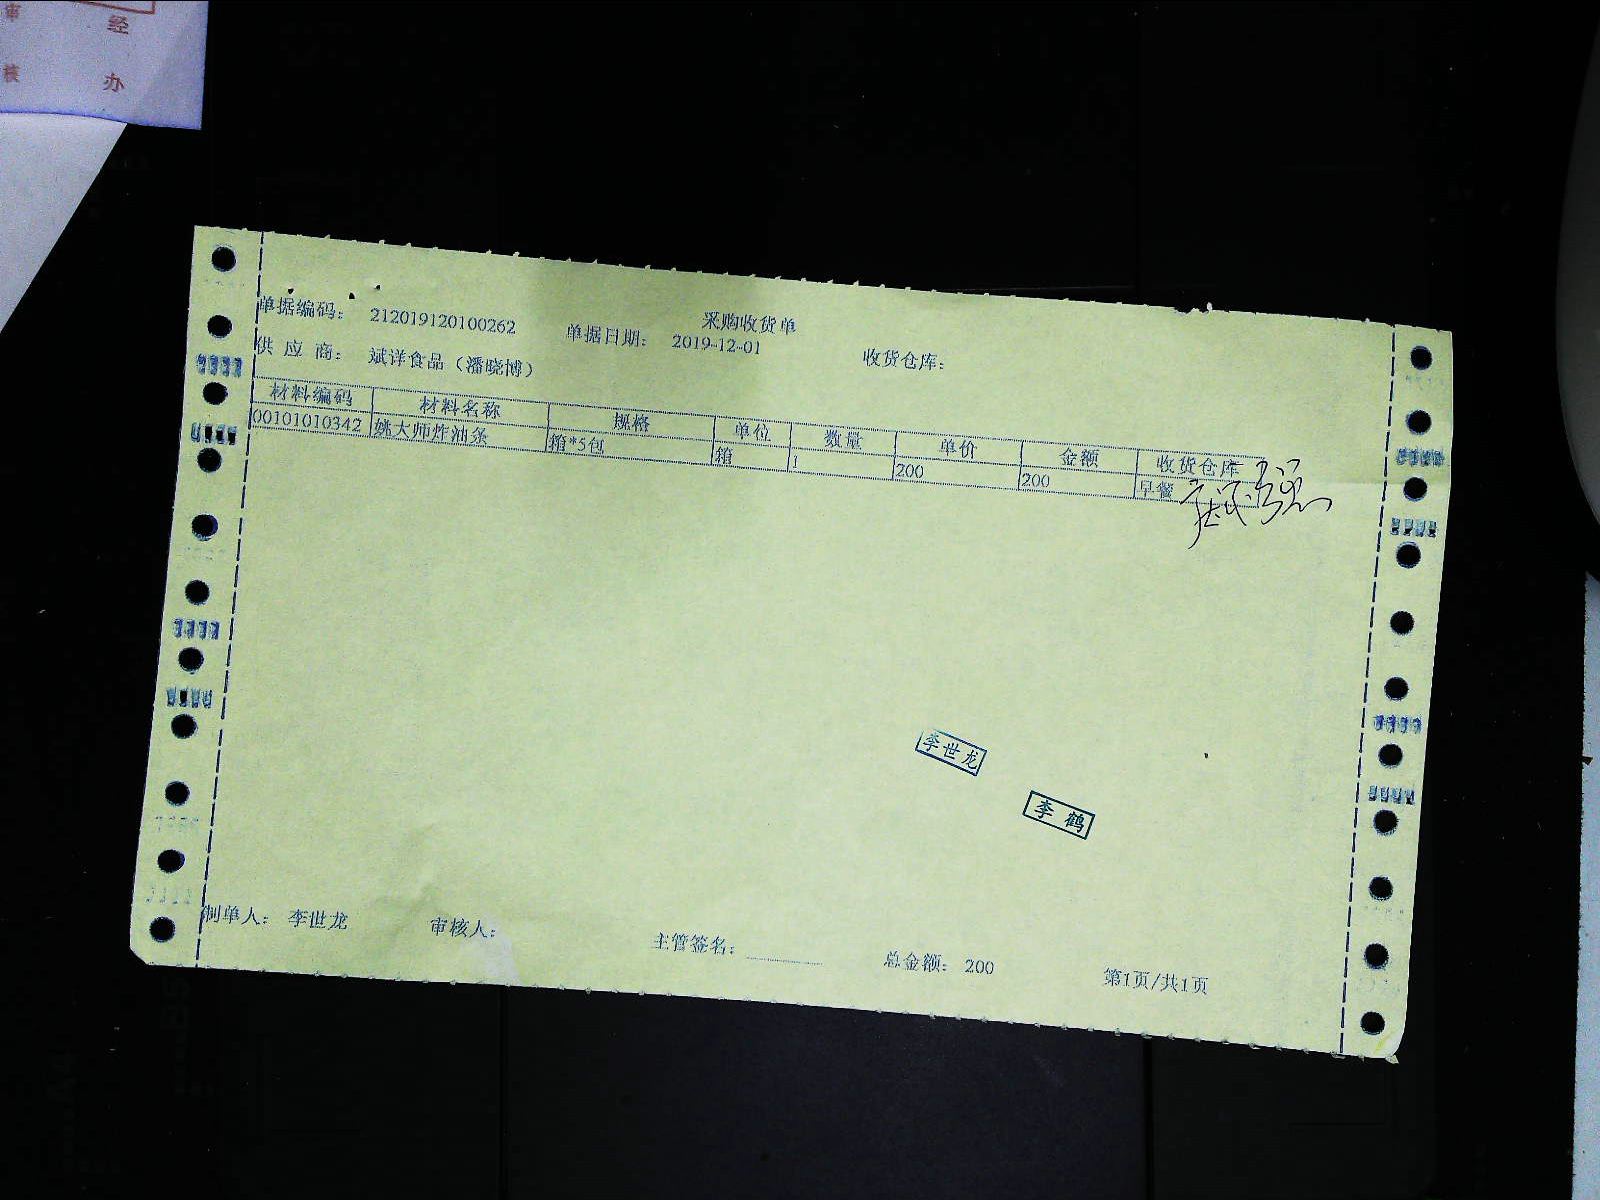 审 经
核 办
采购收货单
单据编码： 212019120100262 单据日期： 2019-12-01 收货仓库：
供 应 商： 斌详食品（潘晓博）
材料编码 材料名称 规格 单位 数量 单价 金额 收货仓库
00101010342 姚大师炸油条 箱*5包 箱 1 200 200 早餐
李世龙
李 鹤
制单人： 李世龙 审核人： 主管签名： 总金额： 200 第1页/共1页